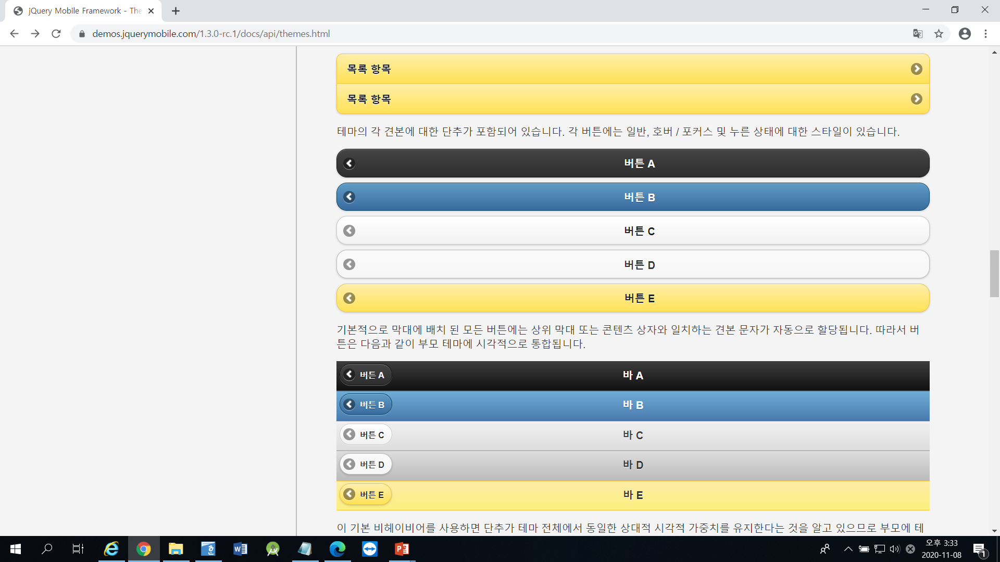 jQuery Mobile Framework - The
demos.jquerymobile.com/1.3.0-rc.1/docs/api/themes.html
목록 항목
목록 항목
테마의 각 견본에 대한 단추가 포함되어 있습니다. 각 버튼에는 일반, 호버 / 포커스 및 누른 상태에 대한 스타일이 있습니다.
버튼 A
버튼 B
버튼 C
버튼 D
버튼 E
기본적으로 막대에 배치 된 모든 버튼에는 상위 막대 또는 콘텐츠 상자와 일치하는 견본 문자가 자동으로 할당됩니다. 따라서 버
튼은 다음과 같이 부모 테마에 시각적으로 통합됩니다.
버튼 A 바 A
버튼 B 바 B
버튼 C 바 C
버튼 D 바 D
버튼 E 바 E
이 기본 비헤이비어를 사용하면 단추가 테마 전체에서 동일한 상대적 시각적 가중치를 유지한다는 것을 알고 있으므로 부모에 테
오후 3:33
2020-11-08
1